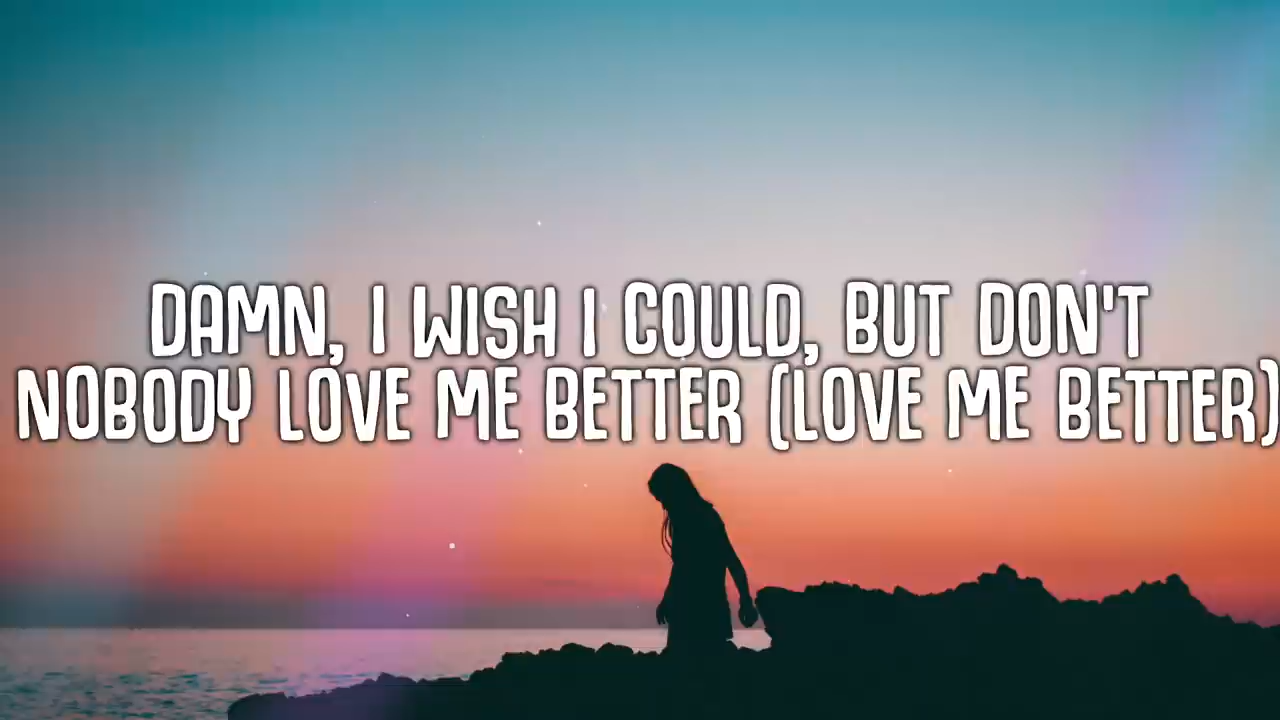 DAMN, I WISH I COULD, BUT DON'T
NOBODY LOVE ME BETTER (LOVE ME BETTER)